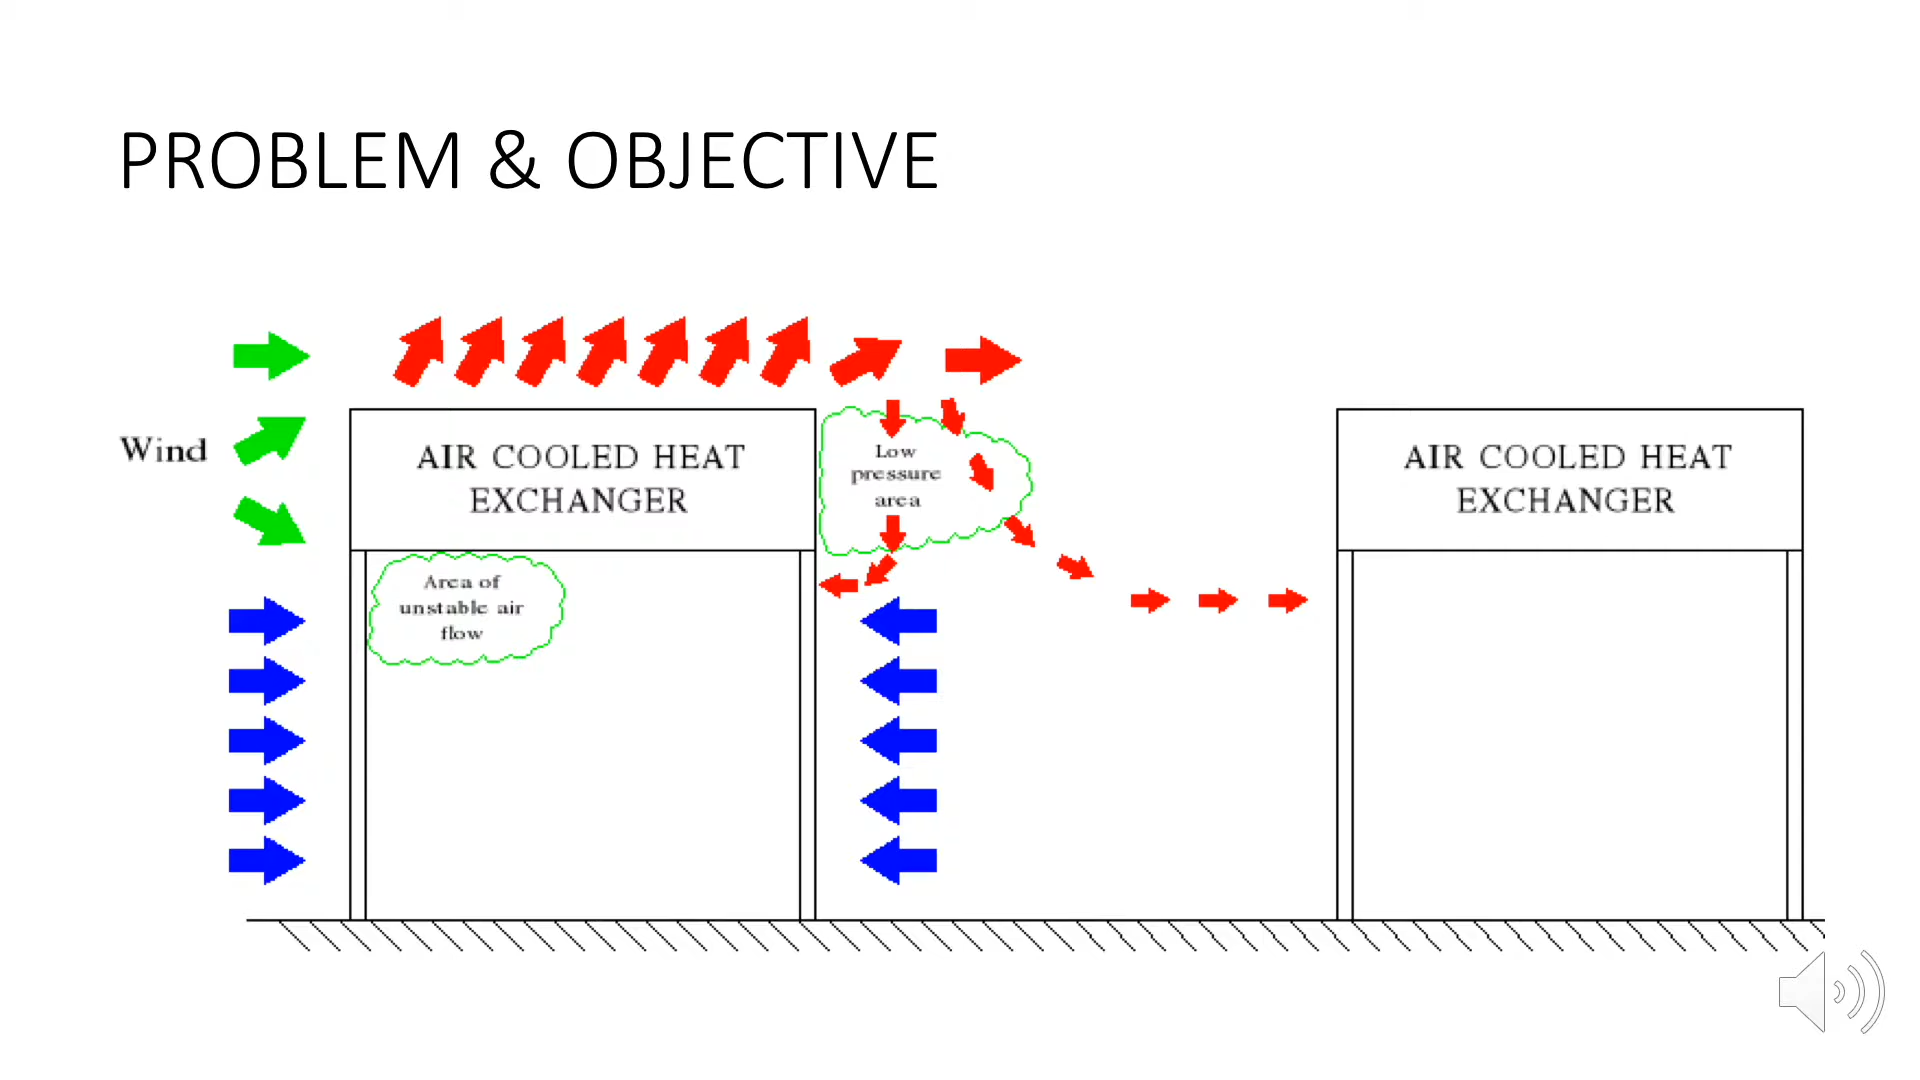 PROBLEM & OBJECTIVE
Wind
AIR COOLED HEAT
EXCHANGER
Low
pressure
area
AIR COOLED HEAT
EXCHANGER
Area of
unstable air
flow